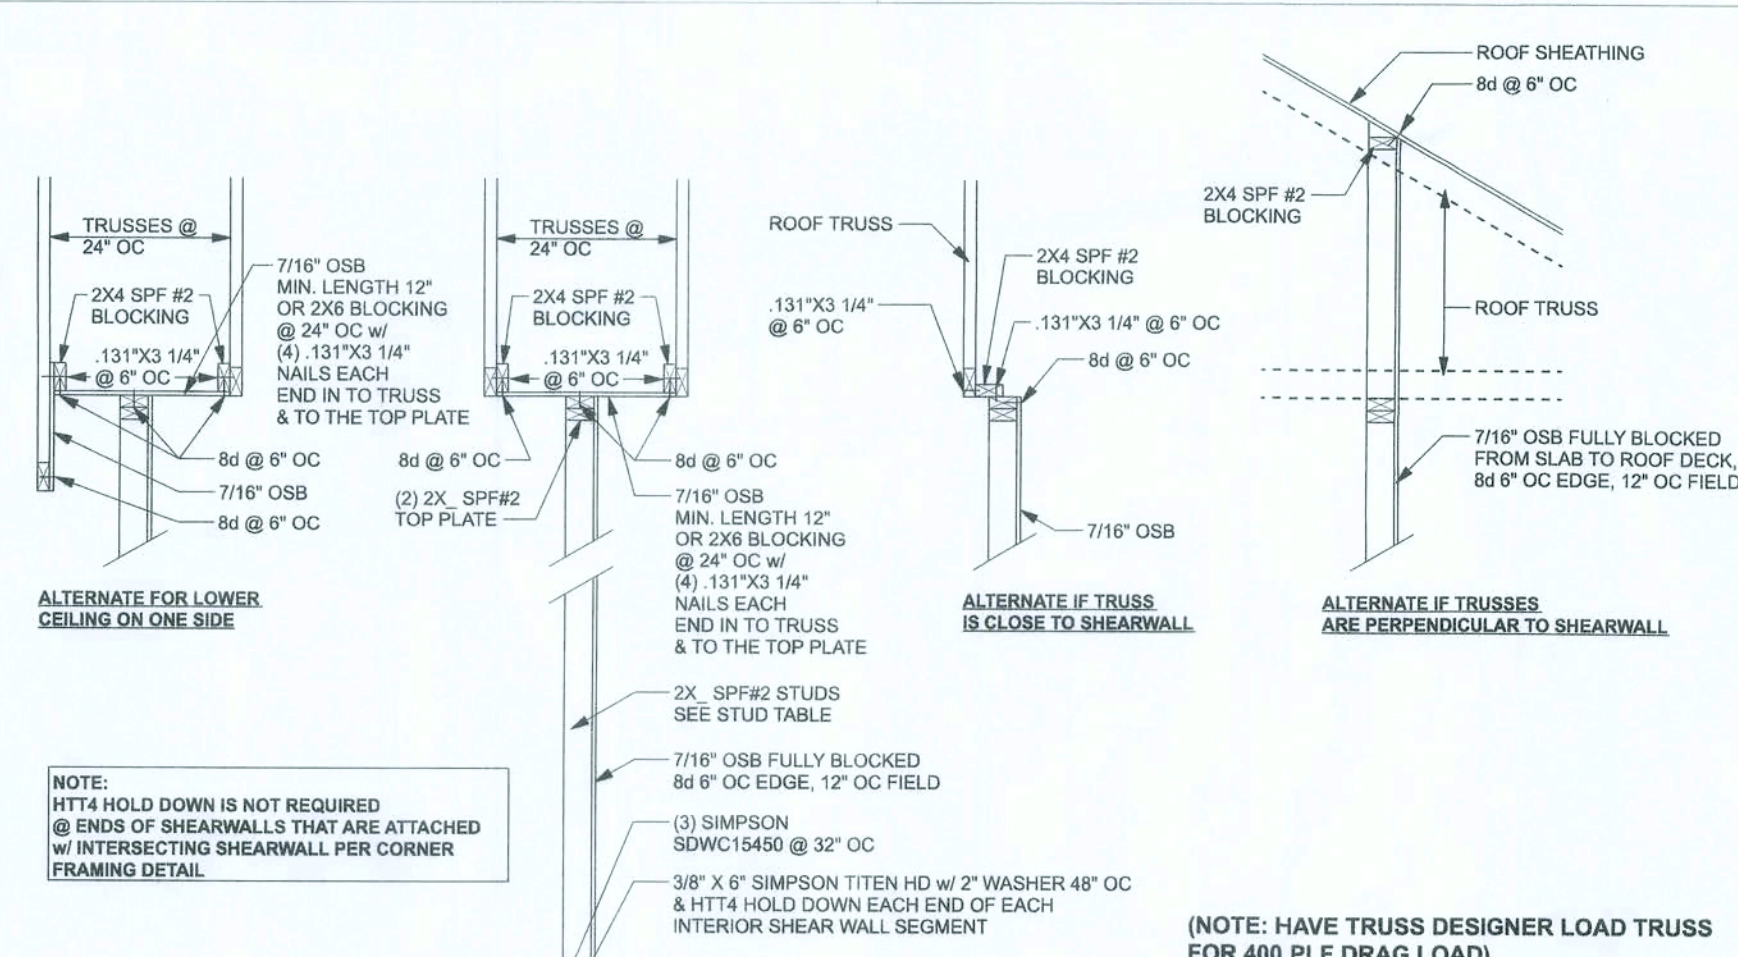 TRUSSES @
24" OC
7/16" OSB
MIN. LENGTH 12"
OR 2X6 BLOCKING
@ 24" OC w/
(4) .131"X3 1/4"
NAILS EACH
END IN TO TRUSS
& TO THE TOP PLATE
2X4 SPF #2
BLOCKING
.131"X3 1/4"
@ 6" OC
8d @ 6" OC
7/16" OSB
8d @ 6" OC
ALTERNATE FOR LOWER
CEILING ON ONE SIDE
TRUSSES @
24" OC
2X4 SPF #2
BLOCKING
.131"X3 1/4"
@ 6" OC
8d @ 6" OC
(2) 2X_ SPF#2
TOP PLATE
8d @ 6" OC
7/16" OSB
MIN. LENGTH 12"
OR 2X6 BLOCKING
@ 24" OC w/
(4) .131"X3 1/4"
NAILS EACH
END IN TO TRUSS
& TO THE TOP PLATE
2X_ SPF#2 STUDS
SEE STUD TABLE
7/16" OSB FULLY BLOCKED
8d 6" OC EDGE, 12" OC FIELD
(3) SIMPSON
SDWC15450 @ 32" OC
3/8" X 6" SIMPSON TITEN HD w/ 2" WASHER 48" OC
& HTT4 HOLD DOWN EACH END OF EACH
INTERIOR SHEAR WALL SEGMENT
ROOF TRUSS
2X4 SPF #2
BLOCKING
.131"X3 1/4"
@ 6" OC
.131"X3 1/4" @ 6" OC
8d @ 6" OC
7/16" OSB
ALTERNATE IF TRUSS
IS CLOSE TO SHEARWALL
ROOF SHEATHING
8d @ 6" OC
2X4 SPF #2
BLOCKING
ROOF TRUSS
7/16" OSB FULLY BLOCKED
FROM SLAB TO ROOF DECK,
8d 6" OC EDGE, 12" OC FIELD
ALTERNATE IF TRUSSES
ARE PERPENDICULAR TO SHEARWALL
NOTE:
HTT4 HOLD DOWN IS NOT REQUIRED
@ ENDS OF SHEARWALLS THAT ARE ATTACHED
w/ INTERSECTING SHEARWALL PER CORNER
FRAMING DETAIL
(NOTE: HAVE TRUSS DESIGNER LOAD TRUSS
FOR 400 PLF DRAG LOAD)